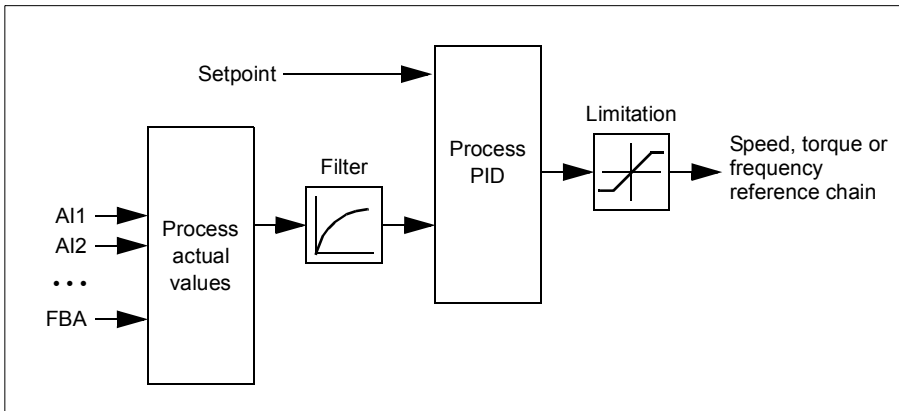 Setpoint
Process
PID
Limitation
Speed, torque or
frequency
reference chain
Filter
AI1
AI2
• • •
FBA
Process
actual
values